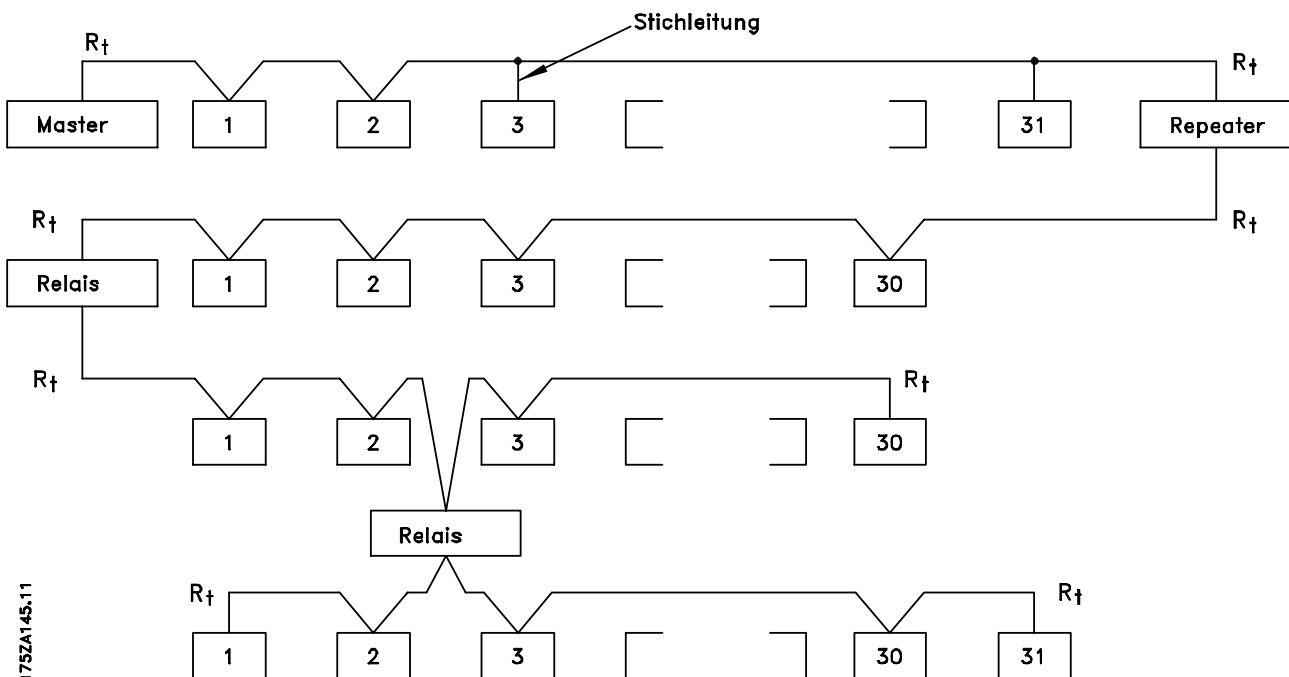 Stichleitung
Rt Rt
Master 1 2 3 31 Repeater
Rt Rt
Relais 1 2 3 30
Rt Rt
1 2 3 30
Relais
Rt Rt
1 2 3 30 31
175ZA145.11